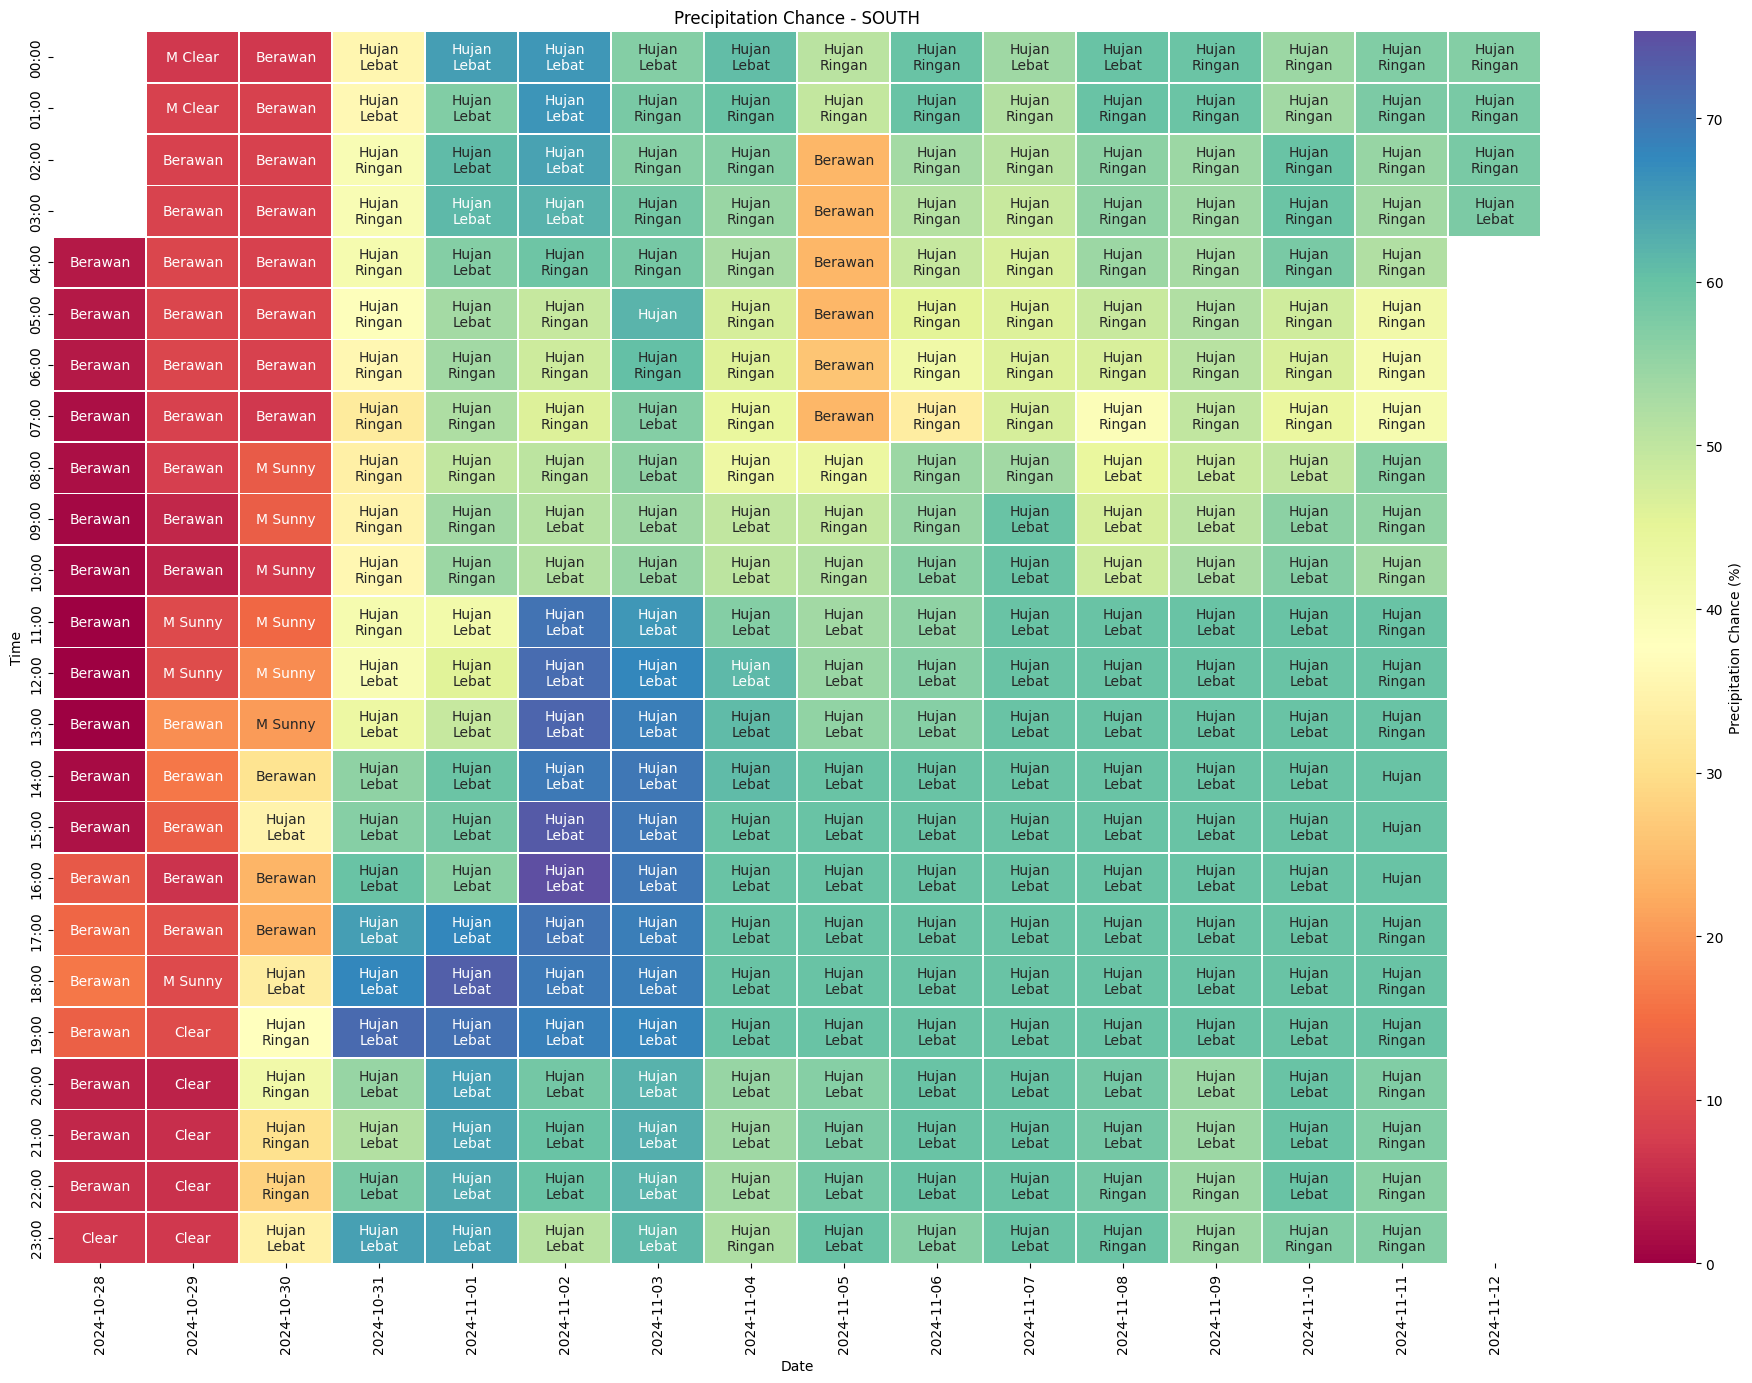 Precipitation Chance - SOUTH
00:00 M Clear Berawan Hujan Lebat Hujan Lebat Hujan Lebat Hujan Lebat Hujan Lebat Hujan Ringan Hujan Ringan Hujan Lebat Hujan Lebat Hujan Ringan Hujan Ringan Hujan Ringan Hujan Ringan
01:00 M Clear Berawan Hujan Lebat Hujan Lebat Hujan Lebat Hujan Ringan Hujan Ringan Hujan Ringan Hujan Ringan Hujan Ringan Hujan Ringan Hujan Ringan Hujan Ringan Hujan Ringan Hujan Ringan
02:00 Berawan Berawan Hujan Ringan Hujan Lebat Hujan Lebat Hujan Ringan Hujan Ringan Berawan Hujan Ringan Hujan Ringan Hujan Ringan Hujan Ringan Hujan Ringan Hujan Ringan Hujan Ringan
03:00 Berawan Berawan Hujan Ringan Hujan Lebat Hujan Lebat Hujan Ringan Hujan Ringan Berawan Hujan Ringan Hujan Ringan Hujan Ringan Hujan Ringan Hujan Ringan Hujan Ringan Hujan Lebat
04:00 Berawan Berawan Berawan Hujan Ringan Hujan Lebat Hujan Ringan Hujan Ringan Hujan Ringan Berawan Hujan Ringan Hujan Ringan Hujan Ringan Hujan Ringan Hujan Ringan Hujan Ringan
05:00 Berawan Berawan Berawan Hujan Ringan Hujan Lebat Hujan Ringan Hujan Hujan Ringan Berawan Hujan Ringan Hujan Ringan Hujan Ringan Hujan Ringan Hujan Ringan Hujan Ringan
06:00 Berawan Berawan Berawan Hujan Ringan Hujan Ringan Hujan Ringan Hujan Ringan Hujan Ringan Berawan Hujan Ringan Hujan Ringan Hujan Ringan Hujan Ringan Hujan Ringan Hujan Ringan
07:00 Berawan Berawan Berawan Hujan Ringan Hujan Ringan Hujan Ringan Hujan Lebat Hujan Ringan Berawan Hujan Ringan Hujan Ringan Hujan Ringan Hujan Ringan Hujan Ringan Hujan Ringan
08:00 Berawan Berawan M Sunny Hujan Ringan Hujan Ringan Hujan Ringan Hujan Lebat Hujan Ringan Hujan Ringan Hujan Ringan Hujan Ringan Hujan Lebat Hujan Lebat Hujan Lebat Hujan Ringan
09:00 Berawan Berawan M Sunny Hujan Ringan Hujan Ringan Hujan Lebat Hujan Lebat Hujan Lebat Hujan Ringan Hujan Ringan Hujan Lebat Hujan Lebat Hujan Lebat Hujan Lebat Hujan Ringan
10:00 Berawan Berawan M Sunny Hujan Ringan Hujan Ringan Hujan Lebat Hujan Lebat Hujan Lebat Hujan Ringan Hujan Lebat Hujan Lebat Hujan Lebat Hujan Lebat Hujan Lebat Hujan Ringan
11:00 Berawan M Sunny M Sunny Hujan Ringan Hujan Lebat Hujan Lebat Hujan Lebat Hujan Lebat Hujan Lebat Hujan Lebat Hujan Lebat Hujan Lebat Hujan Lebat Hujan Lebat Hujan Ringan
12:00 Berawan M Sunny M Sunny Hujan Lebat Hujan Lebat Hujan Lebat Hujan Lebat Hujan Lebat Hujan Lebat Hujan Lebat Hujan Lebat Hujan Lebat Hujan Lebat Hujan Lebat Hujan Ringan
13:00 Berawan Berawan M Sunny Hujan Lebat Hujan Lebat Hujan Lebat Hujan Lebat Hujan Lebat Hujan Lebat Hujan Lebat Hujan Lebat Hujan Lebat Hujan Lebat Hujan Lebat Hujan Ringan
14:00 Berawan Berawan Berawan Hujan Lebat Hujan Lebat Hujan Lebat Hujan Lebat Hujan Lebat Hujan Lebat Hujan Lebat Hujan Lebat Hujan Lebat Hujan Lebat Hujan Lebat Hujan
15:00 Berawan Berawan Hujan Lebat Hujan Lebat Hujan Lebat Hujan Lebat Hujan Lebat Hujan Lebat Hujan Lebat Hujan Lebat Hujan Lebat Hujan Lebat Hujan Lebat Hujan Lebat Hujan
16:00 Berawan Berawan Berawan Hujan Lebat Hujan Lebat Hujan Lebat Hujan Lebat Hujan Lebat Hujan Lebat Hujan Lebat Hujan Lebat Hujan Lebat Hujan Lebat Hujan Lebat Hujan
17:00 Berawan Berawan Berawan Hujan Lebat Hujan Lebat Hujan Lebat Hujan Lebat Hujan Lebat Hujan Lebat Hujan Lebat Hujan Lebat Hujan Lebat Hujan Lebat Hujan Lebat Hujan Ringan
18:00 Berawan M Sunny Hujan Lebat Hujan Lebat Hujan Lebat Hujan Lebat Hujan Lebat Hujan Lebat Hujan Lebat Hujan Lebat Hujan Lebat Hujan Lebat Hujan Lebat Hujan Lebat Hujan Ringan
19:00 Berawan Clear Hujan Ringan Hujan Lebat Hujan Lebat Hujan Lebat Hujan Lebat Hujan Lebat Hujan Lebat Hujan Lebat Hujan Lebat Hujan Lebat Hujan Lebat Hujan Lebat Hujan Ringan
20:00 Berawan Clear Hujan Ringan Hujan Lebat Hujan Lebat Hujan Lebat Hujan Lebat Hujan Lebat Hujan Lebat Hujan Lebat Hujan Lebat Hujan Lebat Hujan Lebat Hujan Lebat Hujan Ringan
21:00 Berawan Clear Hujan Ringan Hujan Lebat Hujan Lebat Hujan Lebat Hujan Lebat Hujan Lebat Hujan Lebat Hujan Lebat Hujan Lebat Hujan Lebat Hujan Lebat Hujan Lebat Hujan Ringan
22:00 Berawan Clear Hujan Ringan Hujan Lebat Hujan Lebat Hujan Lebat Hujan Lebat Hujan Lebat Hujan Lebat Hujan Lebat Hujan Lebat Hujan Ringan Hujan Ringan Hujan Lebat Hujan Ringan
23:00 Clear Clear Hujan Lebat Hujan Lebat Hujan Lebat Hujan Lebat Hujan Lebat Hujan Ringan Hujan Lebat Hujan Lebat Hujan Lebat Hujan Ringan Hujan Ringan Hujan Ringan Hujan Ringan
2024-10-28 2024-10-29 2024-10-30 2024-10-31 2024-11-01 2024-11-02 2024-11-03 2024-11-04 2024-11-05 2024-11-06 2024-11-07 2024-11-08 2024-11-09 2024-11-10 2024-11-11 2024-11-12
Date
Time
70
60
50
40
30
20
10
0
Precipitation Chance (%)